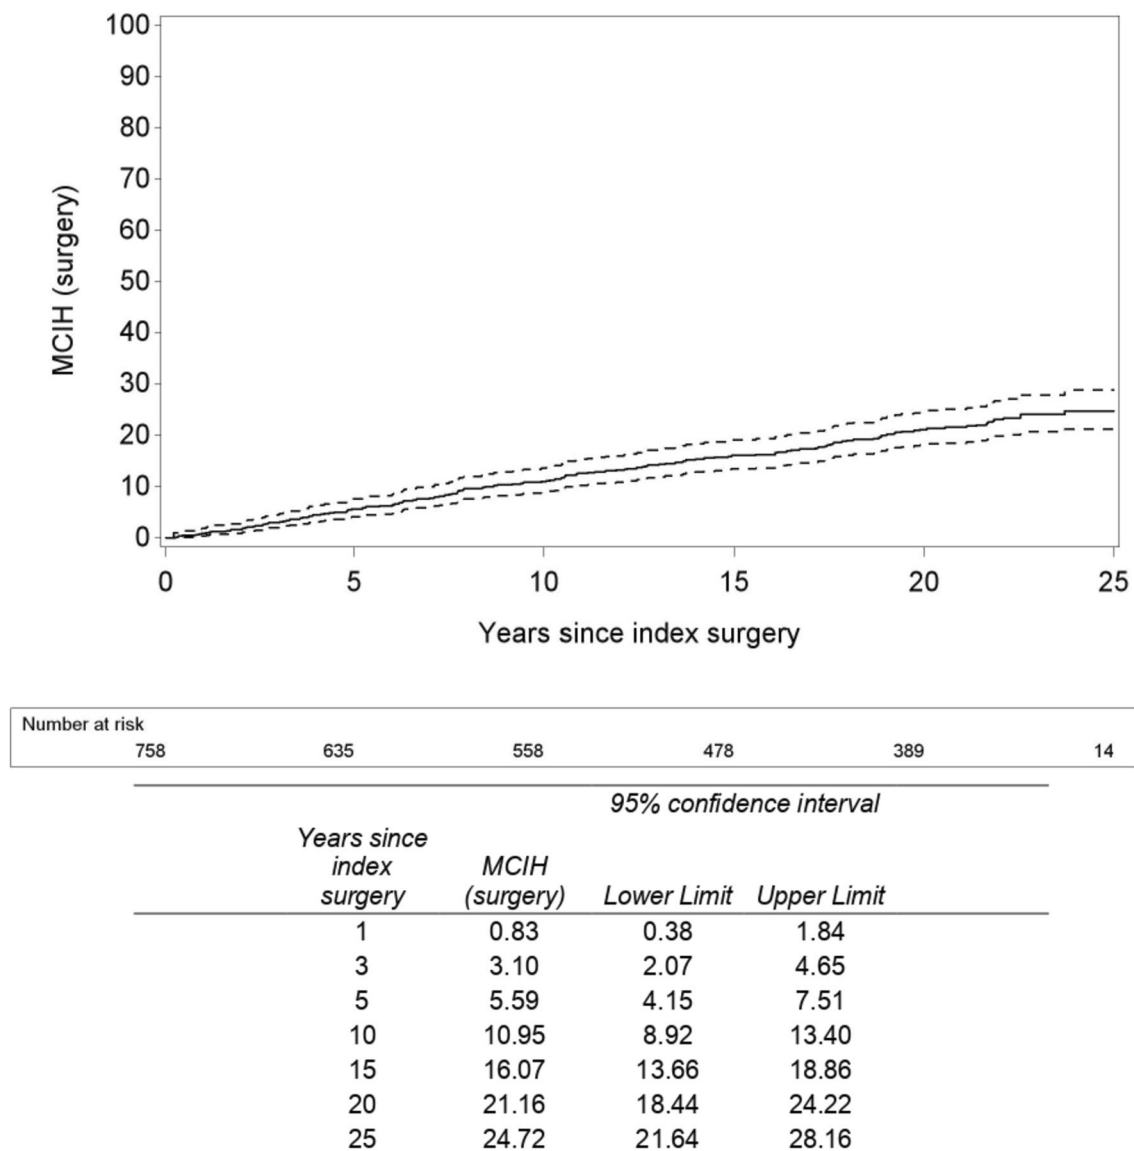 100
90
80
70
60
50
40
30
20
10
0
MCIH (surgery)
0 5 10 15 20 25
Years since index surgery
Number at risk
758 635 558 478 389 14
95% confidence interval
Years since
index MCIH
surgery (surgery) Lower Limit Upper Limit
1 0.83 0.38 1.84
3 3.10 2.07 4.65
5 5.59 4.15 7.51
10 10.95 8.92 13.40
15 16.07 13.66 18.86
20 21.16 18.44 24.22
25 24.72 21.64 28.16